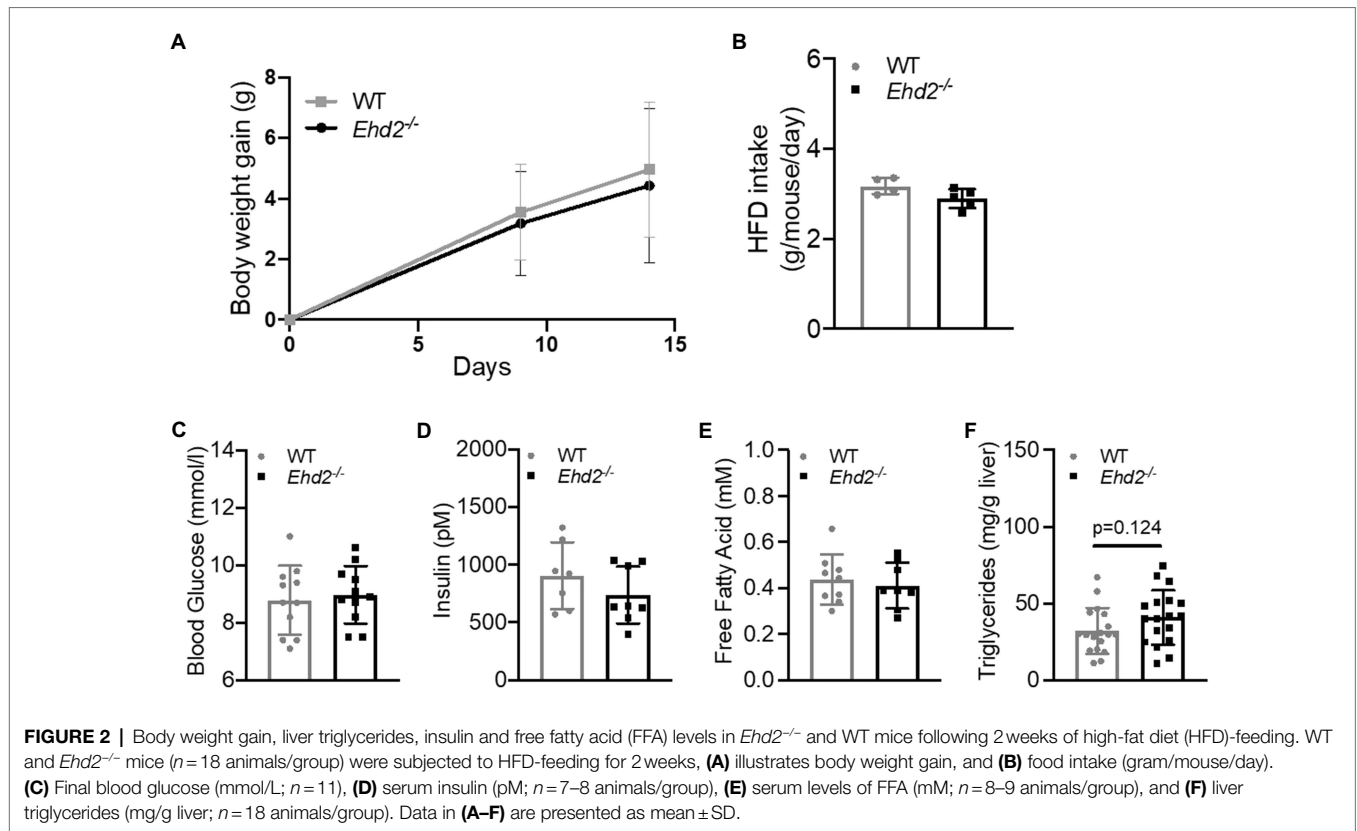 A
Body weight gain (g)
8
6
4
2
0
WT
Ehd2-/-
0
5
10
15
Days
B
HFD intake
(g/mouse/day)
6
4
2
0
WT
Ehd2-/-
C
Blood Glucose (mmol/l)
14
12
10
8
6
WT
Ehd2-/-
D
Insulin (pM)
2000
1500
1000
500
0
WT
Ehd2-/-
E
Free Fatty Acid (mM)
1.0
0.8
0.6
0.4
0.2
0.0
WT
Ehd2-/-
F
Triglycerides (mg/g liver)
150
100
50
0
WT
Ehd2-/-
p=0.124
FIGURE 2 | Body weight gain, liver triglycerides, insulin and free fatty acid (FFA) levels in Ehd2−/− and WT mice following 2 weeks of high-fat diet (HFD)-feeding. WT
and Ehd2−/− mice (n = 18 animals/group) were subjected to HFD-feeding for 2 weeks, (A) illustrates body weight gain, and (B) food intake (gram/mouse/day).
(C) Final blood glucose (mmol/L; n = 11), (D) serum insulin (pM; n = 7–8 animals/group), (E) serum levels of FFA (mM; n = 8–9 animals/group), and (F) liver
triglycerides (mg/g liver; n = 18 animals/group). Data in (A–F) are presented as mean ± SD.